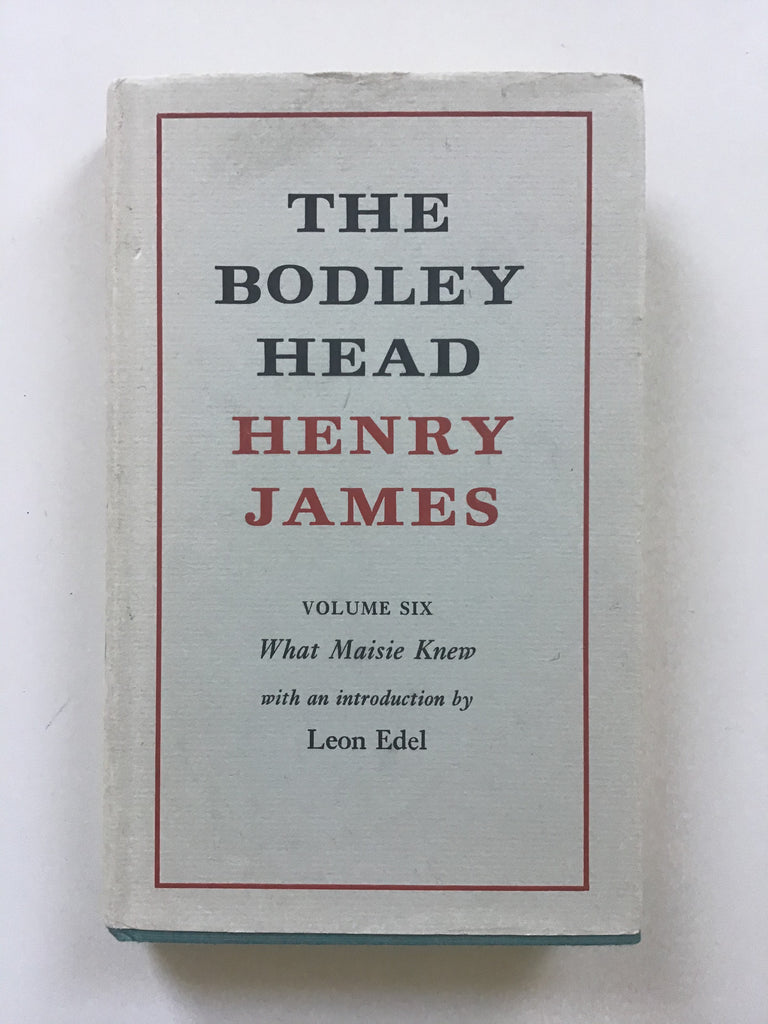 THE
BODLEY
HEAD
HENRY
JAMES
VOLUME SIX
What Maisie Knew
with an introduction by
Leon Edel